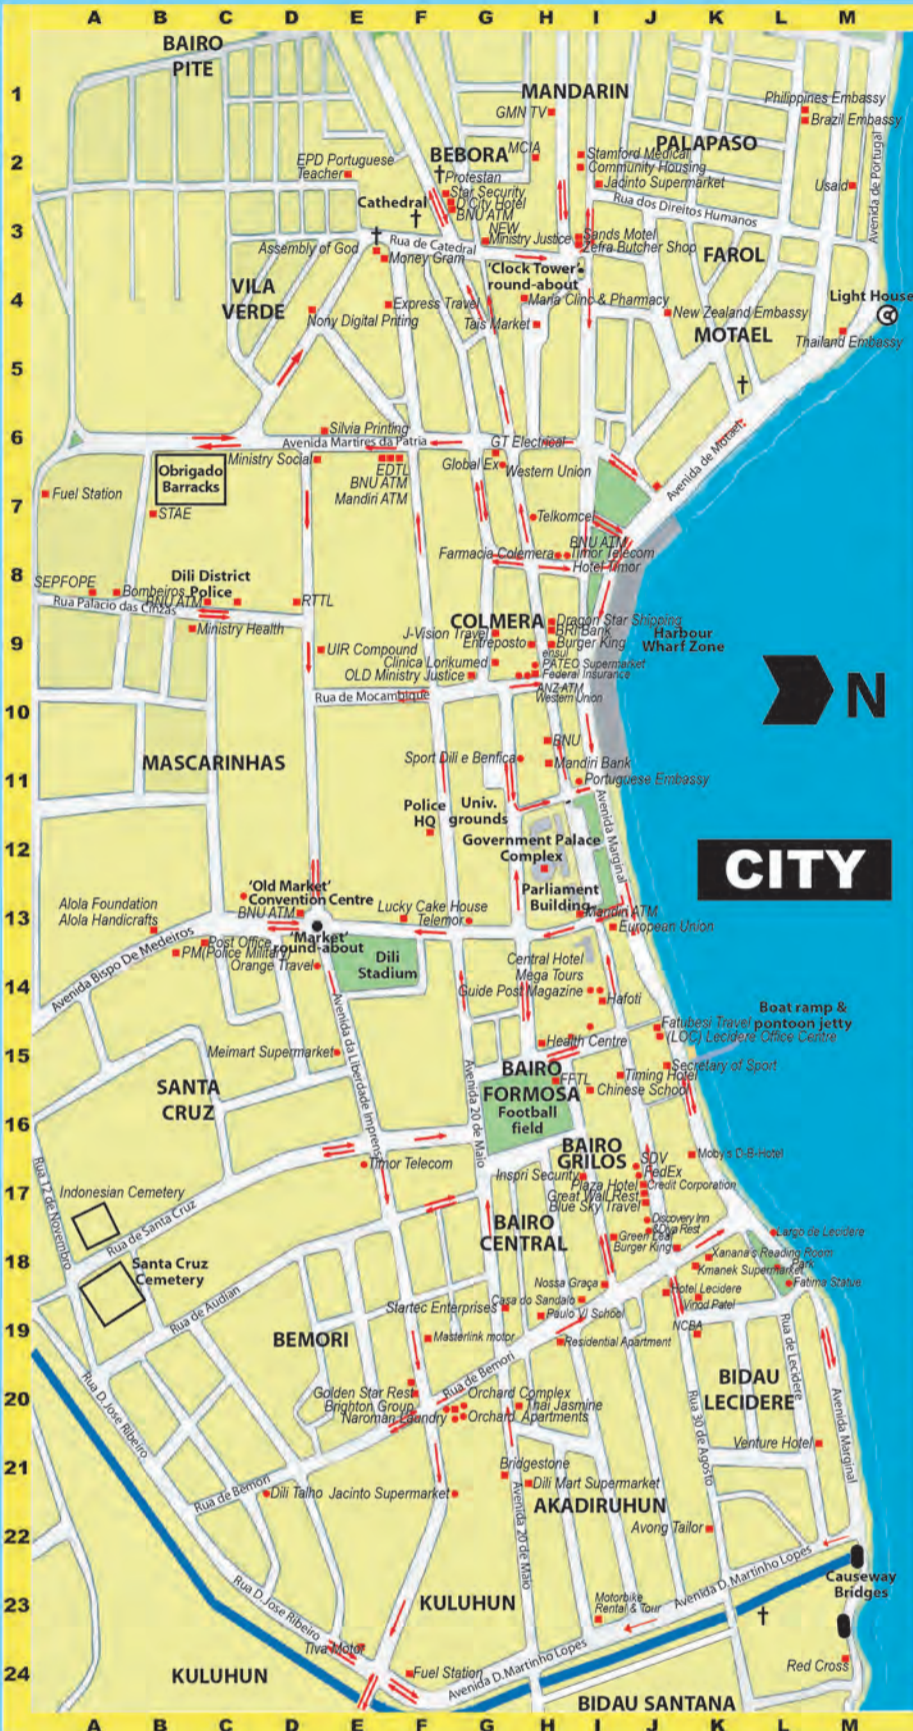 A B C D E F G H I J K L M
BAIRO
PITE
1
MANDARIN
Philippines Embassy
GMN TV
Brazil Embassy
PALAPASO
2
MCIA
BEBORA
Stamford Medical
EPD Portuguese
Teacher
Community Housing
Protestan
Jacinto Supermarket
Usaid
Avenida de Portugal
Star Security
D'City Hotel
Cathedral
BNU ATM
Rua dos Direitos Humanos
NEW
Ministry Justice
3
Sands Motel
Zefra Butcher Shop
Assembly of God
Rua de Catedral
Money Gram
FAROL
'Clock Tower'
round-about
VILA
VERDE
4
Express Travel
Maria Clinc & Pharmacy
Light House
Nony Digital Priting
Tais Market
New Zealand Embassy
MOTAEL
Thailand Embassy
5
Silvia Printing
6
Avenida Martires da Patria
GT Electrical
Avenida de Motael
Obrigado
Barracks
Ministry Social
EDTL
BNU ATM
Mandiri ATM
Global Ex
Western Union
Fuel Station
7
STAE
Telkomcel
BNU ATM
Farmacia Colemera
Timor Telecom
Hotel Timor
8
SEPFOPE
Bombeiros
Dili District
Police
BNU ATM
RTTL
Rua Palacio das Cinzas
COLMERA
Dragon Star Shipping
BRI Bank
Ministry Health
J-Vision Travel
Entreposto
Burger King
Harbour
Wharf Zone
9
UIR Compound
ensul
Clinica Lorikumed
PATEO Supermarket
OLD Ministry Justice
Federal Insurance
ANZ ATM
Western Union
Rua de Mocambique
N
10
BNU
MASCARINHAS
Sport Dili e Benfica
Mandiri Bank
11
Portuguese Embassy
Police
HQ
Univ.
grounds
Avenida Marginal
12
Government Palace
Complex
CITY
'Old Market'
Convention Centre
Parliament
Building
Alola Foundation
Alola Handicrafts
BNU ATM
Lucky Cake House
Telemor
Mandiri ATM
13
European Union
Avenida Bispo De Medeiros
Post Office
PM(Police Military)
'Market'
round-about
Orange Travel
Dili
Stadium
Central Hotel
Mega Tours
Guide Post Magazine
14
Hafoti
Avenida da Liberdade Imprensa
Boat ramp &
pontoon jetty
Fatubesi Travel
(LOC) Lecidere Office Centre
Health Centre
Meimart Supermarket
15
BAIRO
FORMOSA
Football
field
Avenida 20 de Maio
FFTL
Secretary of Sport
Timing Hotel
Chinese School
SANTA
CRUZ
16
BAIRO
GRILOS
SDV
Moby's D-B-Hotel
Timor Telecom
Inspri Security
FedEx
Rua 12 de Novembro
Indonesian Cemetery
Plaza Hotel
Credit Corporation
17
Great Wall Rest
Blue Sky Travel
Rua de Santa Cruz
BAIRO
CENTRAL
Discovery Inn
&Diva Rest
Largo de Lecidere
Green Leaf
Burger King
18
Santa Cruz
Cemetery
Xanana's Reading Room
Park
Kmanek Supermarket
Nossa Graça
Fatima Statue
Hotel Lecidere
Casa do Sandalo
Vinod Patel
Startec Enterprises
Paulo VI School
Rua de Audian
NCBA
19
BEMORI
Masterlink motor
Residential Apartment
Rua de Lecidere
Rua D. Jose Ribeiro
Rua de Bemori
BIDAU
LECIDERE
20
Golden Star Rest
Orchard Complex
Brighton Group
Thai Jasmine
Naroman Laundry
Orchard Apartments
Rua 30 de Agosto
Avenida Marginal
Venture Hotel
21
Bridgestone
Rua de Bemori
Dili Talho
Jacinto Supermarket
Dili Mart Supermarket
AKADIRUHUN
22
Avong Tailor
Avenida 20 de Maio
Avenida D. Martinho Lopes
Causeway
Bridges
23
Rua D. Jose Ribeiro
KULUHUN
Motorbike
Rental & Tour
Tiva Motor
24
KULUHUN
Fuel Station
Avenida D. Martinho Lopes
Red Cross
BIDAU SANTANA
A B C D E F G H I J K L M